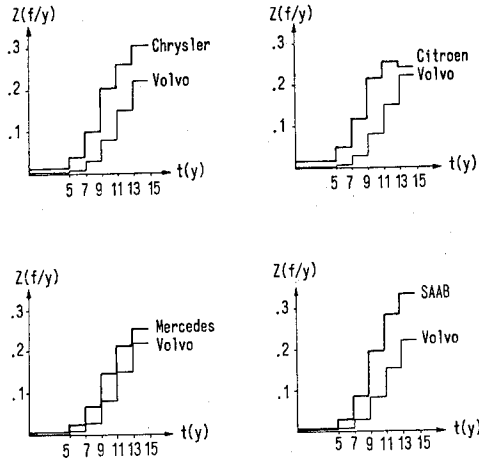 Z(f/y)
.3
Chrysler
.2
Volvo
.1
t(y)
5 7 9 11 13 15
Z(f/y)
.3
Citroen
.2
Volvo
.1
t(y)
5 7 9 11 13 15
Z(f/y)
.3
Mercedes
.2
Volvo
.1
t(y)
5 7 9 11 13 15
Z(f/y)
.3
SAAB
.2
Volvo
.1
t(y)
5 7 9 11 13 15